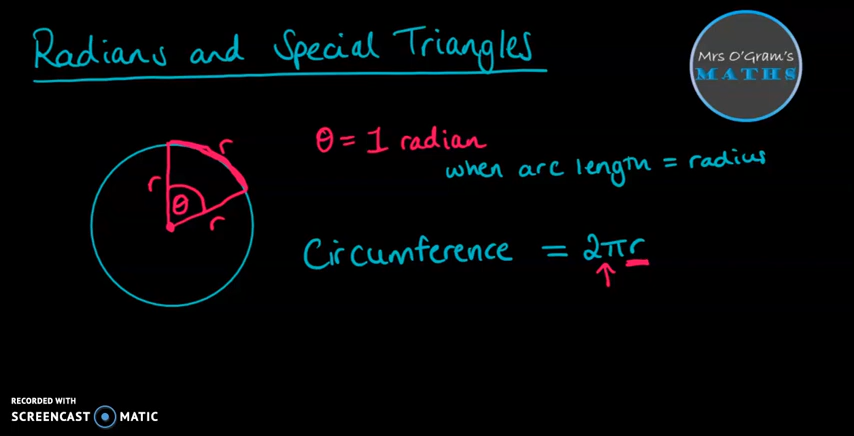 Radians and Special Triangles
Mrs O'Gram's
MATHS
r
θ = 1 radian
when arc length = radius
r
θ
r
Circumference = 2πr
RECORDED WITH
SCREENCAST MATIC